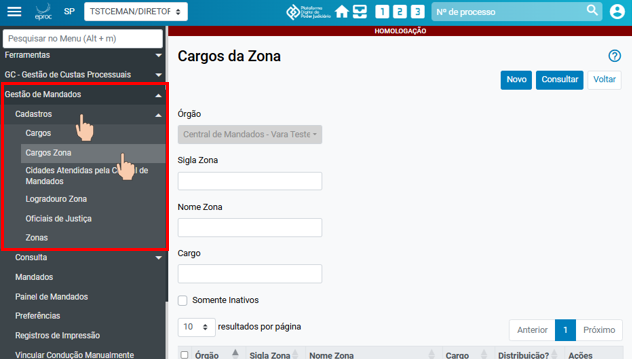 eproc
SP
TSTCEMAN/DIRETOF
Plataforma
Digital do
Poder Judiciário
1
2
3
Nº de processo
HOMOLOGAÇÃO
Pesquisar no Menu (Alt + m)
Ferramentas
GC - Gestão de Custas Processuais
Gestão de Mandados
Cadastros
Cargos
Cargos Zona
Cidades Atendidas pela C l de
Mandados
Logradouro Zona
Oficiais de Justiça
Zonas
Consulta
Mandados
Painel de Mandados
Preferências
Registros de Impressão
Vincular Condução Manualmente
Cargos da Zona
?
Novo
Consultar
Voltar
Órgão
Central de Mandados - Vara Teste
Sigla Zona
Nome Zona
Cargo
Somente Inativos
10 resultados por página
Anterior 1 Próximo
Órgão Sigla Zona Nome Zona Cargo Distribuição? Ações